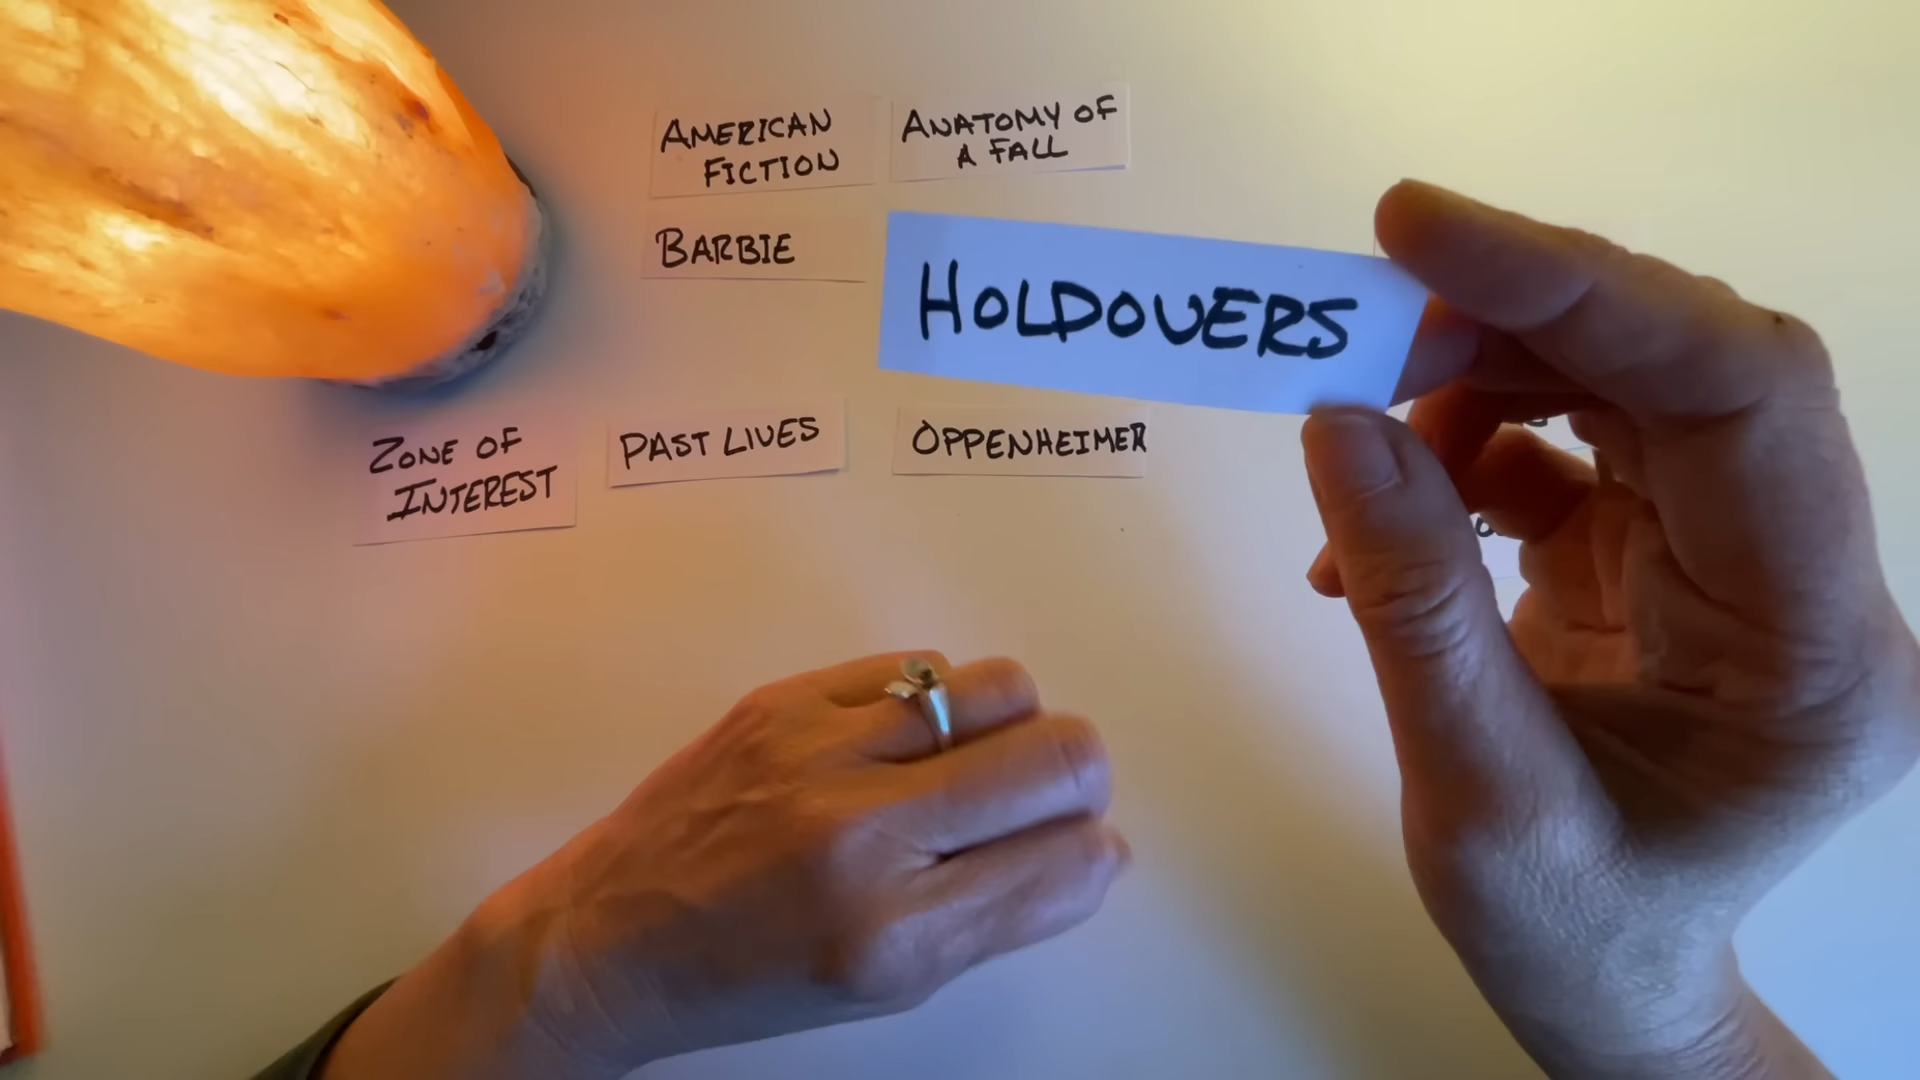 AMERICAN
FICTION
ANATOMY OF
A FALL
BARBIE
HOLDOVERS
ZONE OF
INTEREST
PAST LIVES
OPPENHEIMER